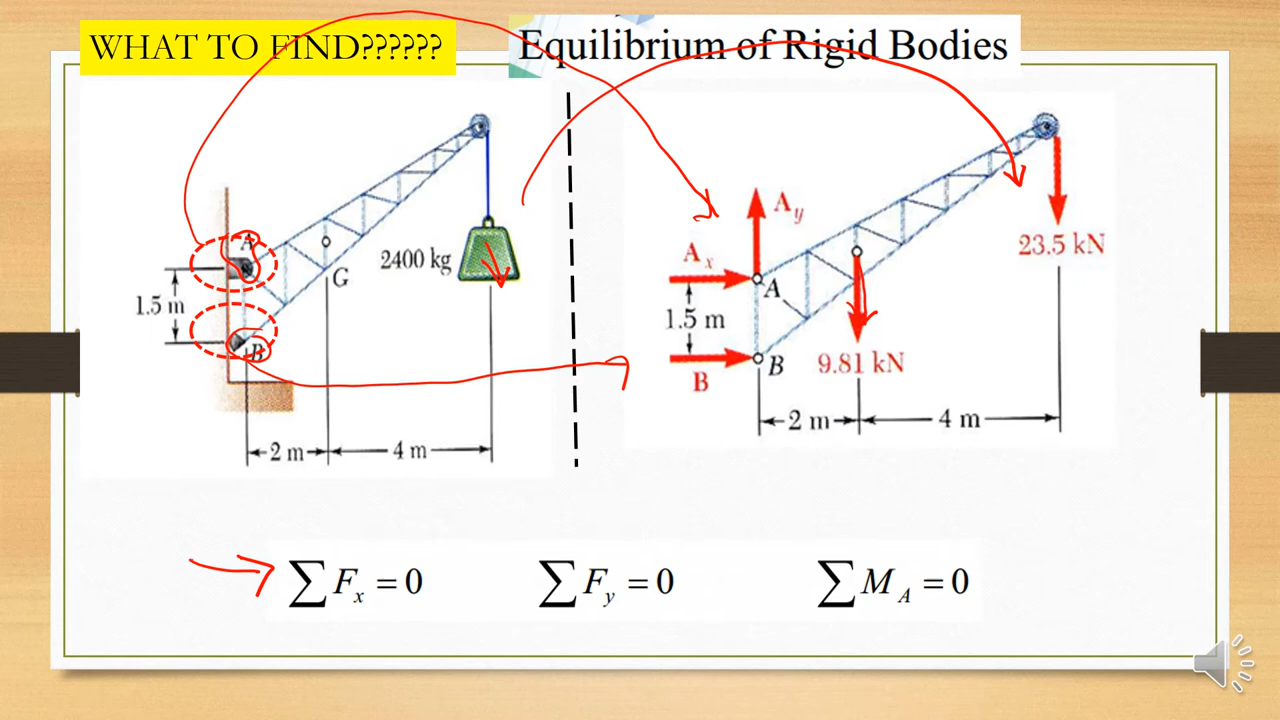 WHAT TO FIND??????
Equilibrium of Rigid Bodies
A
1.5 m
B
G
2400 kg
2 m
4 m
A_y
A_x
A
1.5 m
B
B
9.81 kN
23.5 kN
2 m
4 m
∑F_x = 0
∑F_y = 0
∑M_A = 0